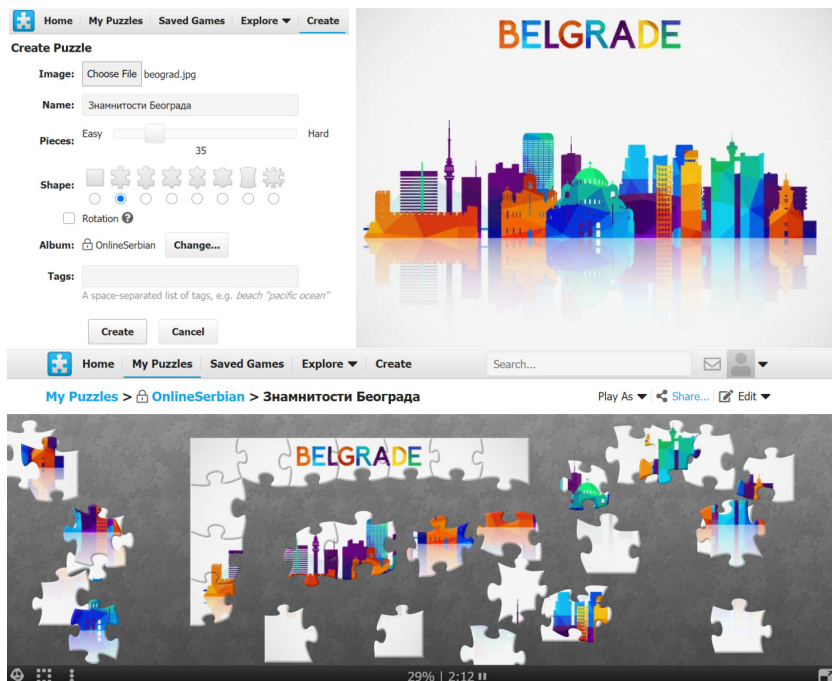 Home My Puzzles Saved Games Explore Create
Create Puzzle
Image: Choose File beograd.jpg
Name: Знамнитости Београда
Pieces: Easy Hard
35
Shape:
Rotation ?
Album: OnlineSerbian Change...
Tags:
A space-separated list of tags, e.g. beach "pacific ocean"
Create Cancel
BELGRADE
Home My Puzzles Saved Games Explore Create Search...
My Puzzles > OnlineSerbian > Знамнитости Београда Play As Share... Edit
BELGRADE
29% | 2:12